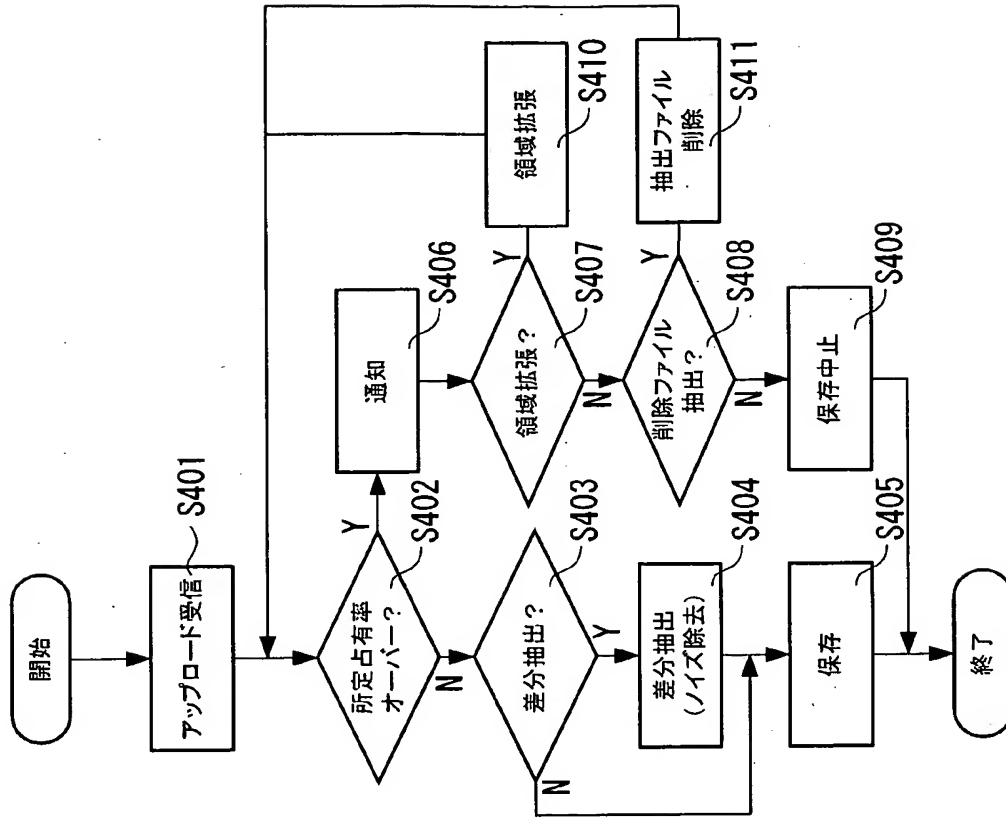 開始
アップロード受信
S401
所定占有率
オーバー?
S402
Y
N
差分抽出?
S403
Y
N
差分抽出
(ノイズ除去)
S404
保存
S405
終了
通知
S406
領域拡張?
S407
Y
N
削除ファイル
抽出?
S408
Y
N
保存中止
S409
領域拡張
S410
抽出ファイル
削除
S411